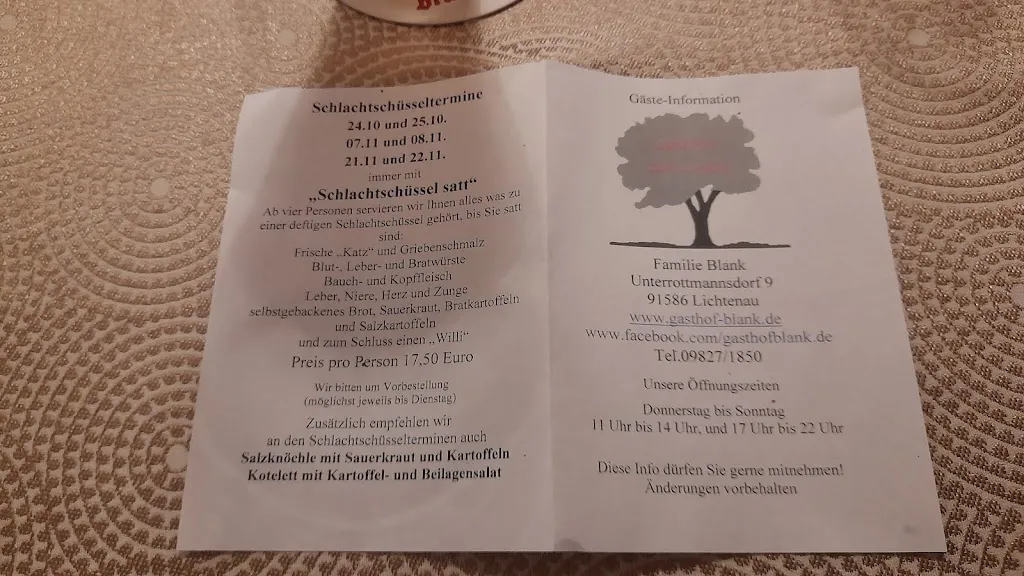 Schlachtschüsseltermine
24.10 und 25.10.
07.11 und 08.11.
21.11 und 22.11.
immer mit
„Schlachtschüssel satt“
Ab vier Personen servieren wir Ihnen alles was zu
einer deftigen Schlachtschüssel gehört, bis Sie satt
sind:
Frische „Katz“ und Griebenschmalz
Blut-, Leber- und Bratwürste
Bauch- und Kopffleisch
Leber, Niere, Herz und Zunge
selbstgebackenes Brot, Sauerkraut, Bratkartoffeln
und Salzkartoffeln
und zum Schluss einen „Willi“
Preis pro Person 17,50 Euro
Wir bitten um Vorbestellung
(möglichst jeweils bis Dienstag)
Zusätzlich empfehlen wir
an den Schlachtschüsselterminen auch
Salzknöchle mit Sauerkraut und Kartoffeln
Kotelett mit Kartoffel- und Beilagensalat
Gäste-Information
Familie Blank
Unterrottmannsdorf 9
91586 Lichtenau
www.gasthof-blank.de
www.facebook.com/gasthofblank.de
Tel.09827/1850
Unsere Öffnungszeiten
Donnerstag bis Sonntag
11 Uhr bis 14 Uhr, und 17 Uhr bis 22 Uhr
Diese Info dürfen Sie gerne mitnehmen!
Änderungen vorbehalten